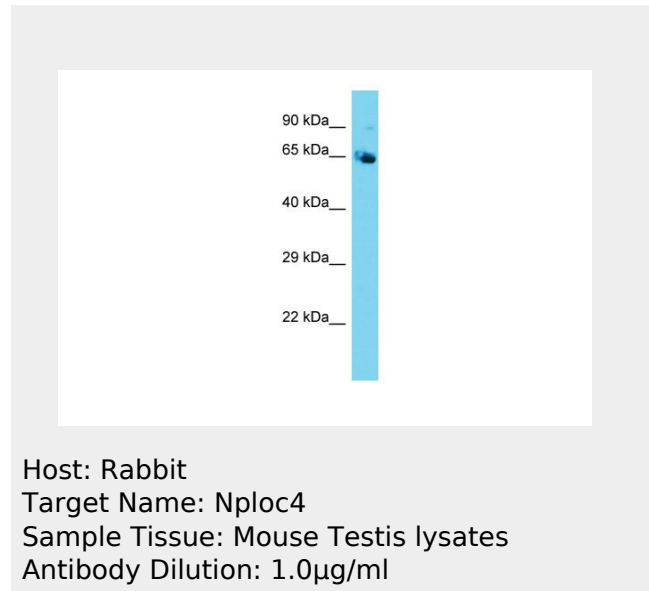 90 kDa__
65 kDa__
40 kDa__
29 kDa__
22 kDa__
Host: Rabbit
Target Name: Nploc4
Sample Tissue: Mouse Testis lysates
Antibody Dilution: 1.0μg/ml